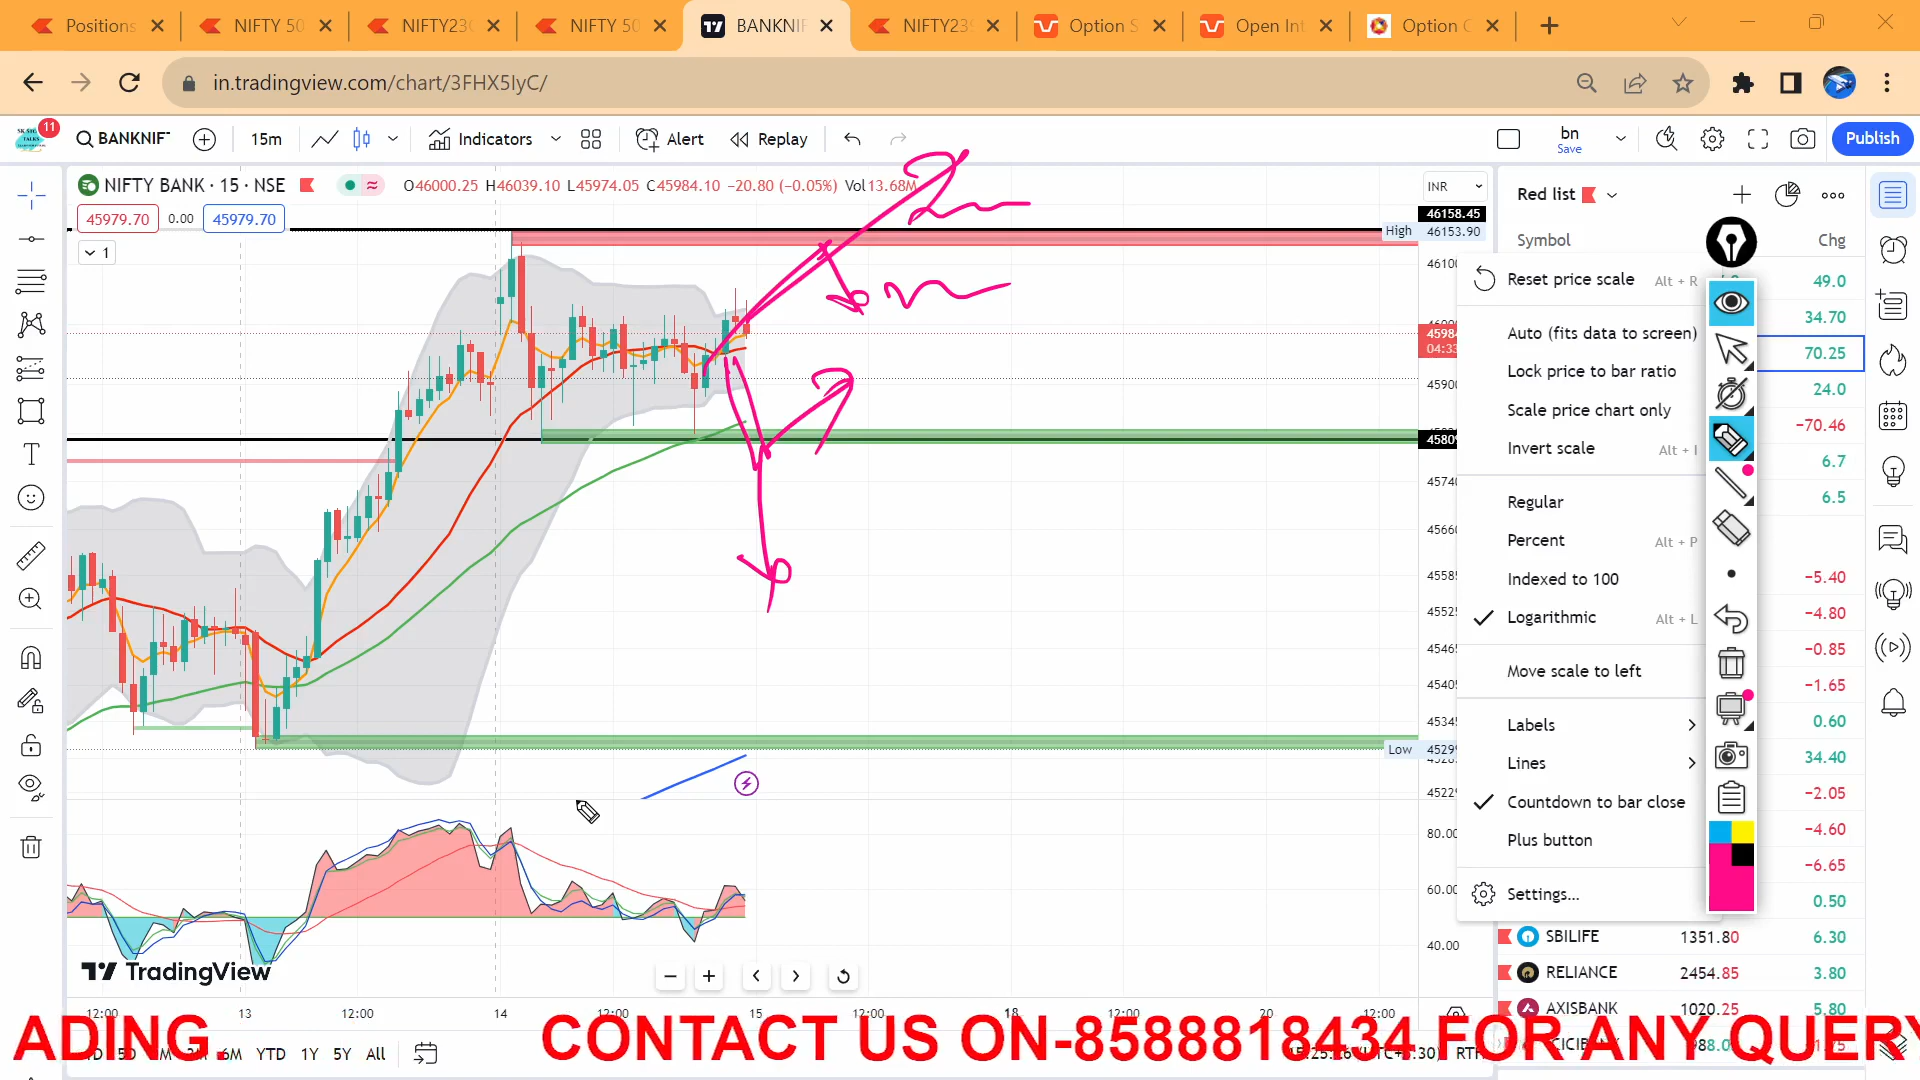 Positions
NIFTY 50
NIFTY23
NIFTY 50
BANKNIF
NIFTY23
Option S
Open Int
Option C
in.tradingview.com/chart/3FHX5IyC/
11
BANKNIF
15m
Indicators
Alert
Replay
bn
Save
Publish
NIFTY BANK · 15 · NSE
O46000.25 H46039.10 L45974.05 C45984.10 −20.80 (−0.05%) Vol13.68M
INR
45979.70 0.00 45979.70
1
46158.45
High 46153.90
Low
80.00
60.00
40.00
Red list
Symbol
Chg
49.0
34.70
70.25
24.0
−70.46
6.7
6.5
−5.40
−4.80
−0.85
−1.65
0.60
34.40
−2.05
−4.60
−6.65
0.50
Reset price scale Alt + R
Auto (fits data to screen)
Lock price to bar ratio
Scale price chart only
Invert scale Alt + I
Regular
Percent Alt + P
Indexed to 100
Logarithmic Alt + L
Move scale to left
Labels
Lines
Countdown to bar close
Plus button
Settings...
SBILIFE 1351.80 6.30
RELIANCE 2454.85 3.80
AXISBANK 1020.25 5.80
TradingView
12:00 13 12:00 14 12:00 15 12:00 18 12:00 20 12:00
6M YTD 1Y 5Y All
ADING CONTACT US ON-8588818434 FOR ANY QUERY